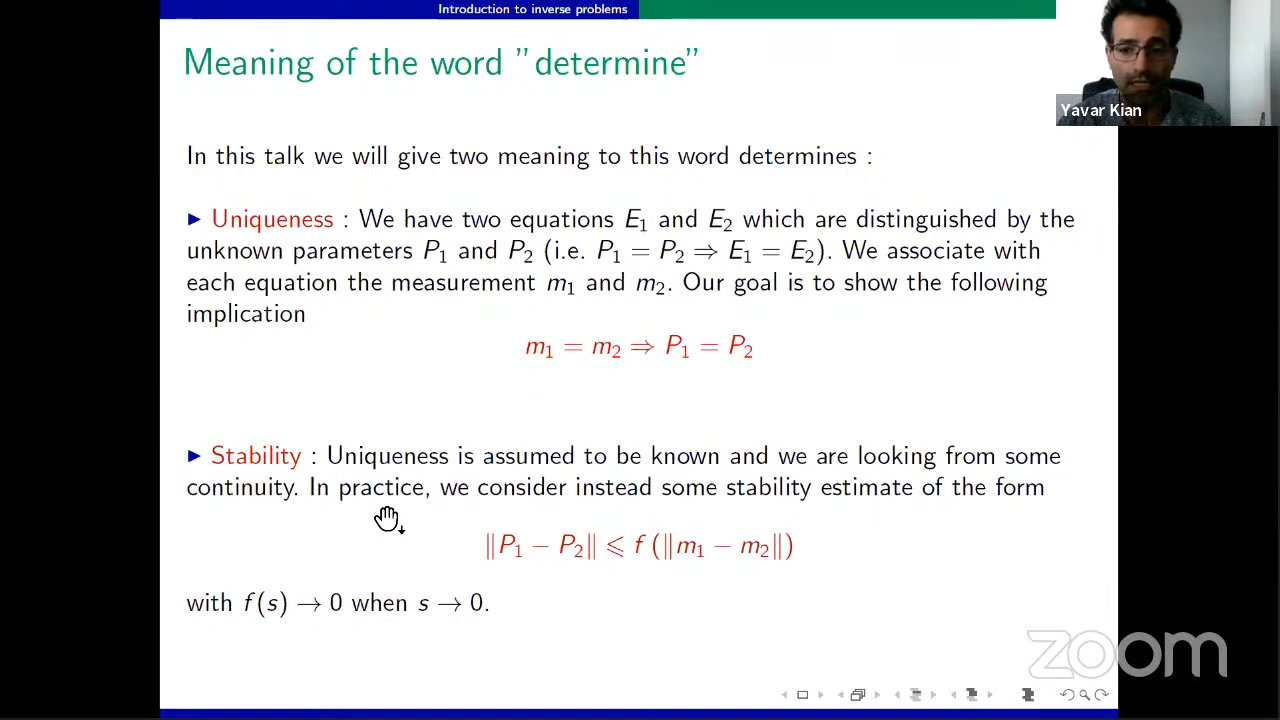 Introduction to inverse problems
Meaning of the word ”determine”
Yavar Kian
In this talk we will give two meaning to this word determines :
▶ Uniqueness : We have two equations E₁ and E₂ which are distinguished by the
unknown parameters P₁ and P₂ (i.e. P₁ = P₂ ⇒ E₁ = E₂). We associate with
each equation the measurement m₁ and m₂. Our goal is to show the following
implication
m₁ = m₂ ⇒ P₁ = P₂
▶ Stability : Uniqueness is assumed to be known and we are looking from some
continuity. In practice, we consider instead some stability estimate of the form
‖P₁ − P₂‖ ⩽ f (‖m₁ − m₂‖)
with f(s) → 0 when s → 0.
zoom